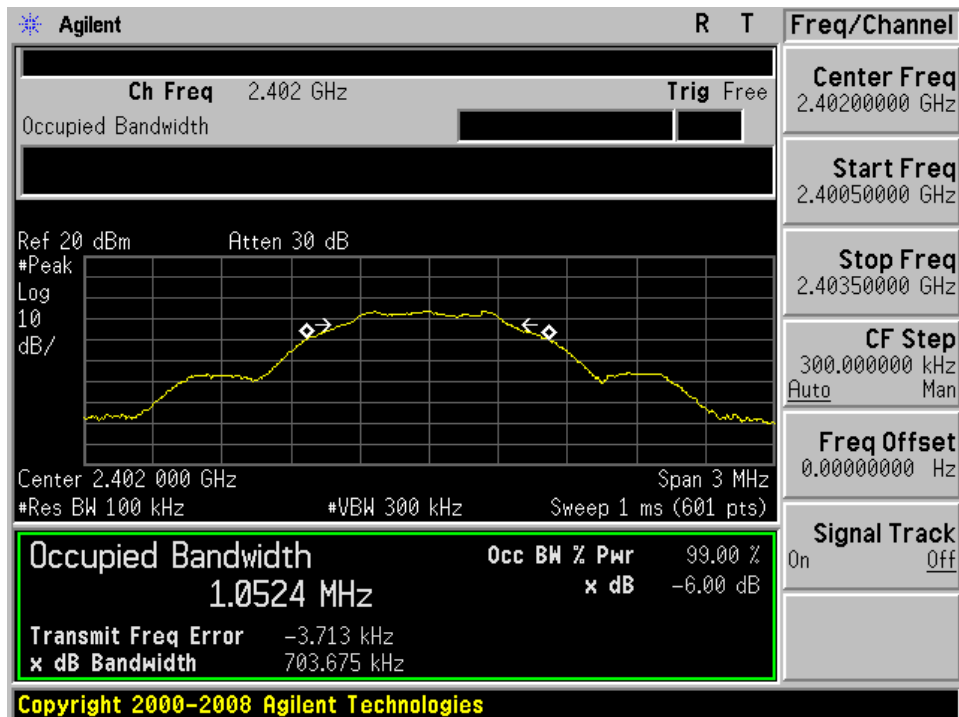 Agilent R T
Ch Freq 2.402 GHz Trig Free
Occupied Bandwidth
Ref 20 dBm Atten 30 dB
#Peak
Log
10
dB/
Center 2.402 000 GHz Span 3 MHz
#Res BW 100 kHz #VBW 300 kHz Sweep 1 ms (601 pts)
Occupied Bandwidth
1.0524 MHz
Occ BW % Pwr 99.00 %
x dB -6.00 dB
Transmit Freq Error -3.713 kHz
x dB Bandwidth 703.675 kHz
Copyright 2000-2008 Agilent Technologies
Freq/Channel
Center Freq
2.40200000 GHz
Start Freq
2.40050000 GHz
Stop Freq
2.40350000 GHz
CF Step
300.000000 kHz
Auto Man
Freq Offset
0.00000000 Hz
Signal Track
On Off